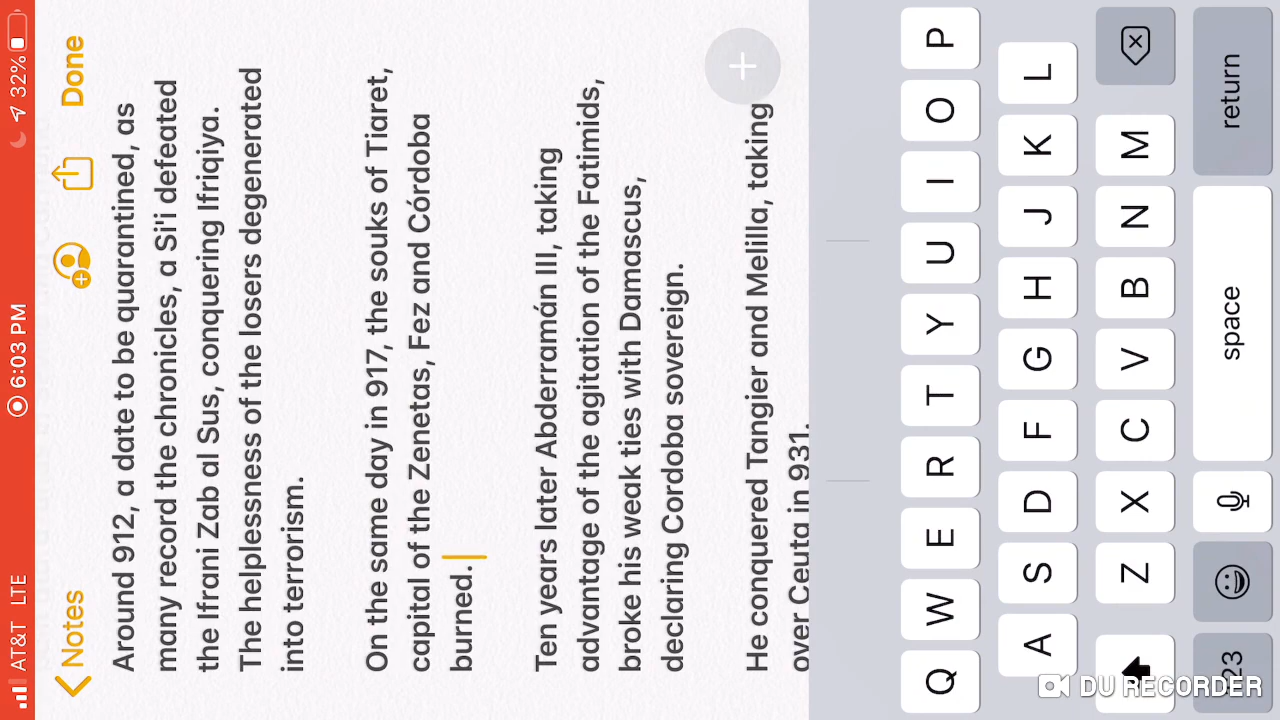 AT&T LTE 6:03 PM 32%
Notes Done
Around 912, a date to be quarantined, as
many record the chronicles, a Si'i defeated
the Ifrani Zab al Sus, conquering Ifriqiya.
The helplessness of the losers degenerated
into terrorism.
On the same day in 917, the souks of Tiaret,
capital of the Zenetas, Fez and Córdoba
burned.
Ten years later Abderramán III, taking
advantage of the agitation of the Fatimids,
broke his weak ties with Damascus,
declaring Cordoba sovereign.
He conquered Tangier and Melilla, taking
over Ceuta in 931.
Q W E R T Y U I O P
A S D F G H J K L
Z X C V B N M
123 space return
DU RECORDER